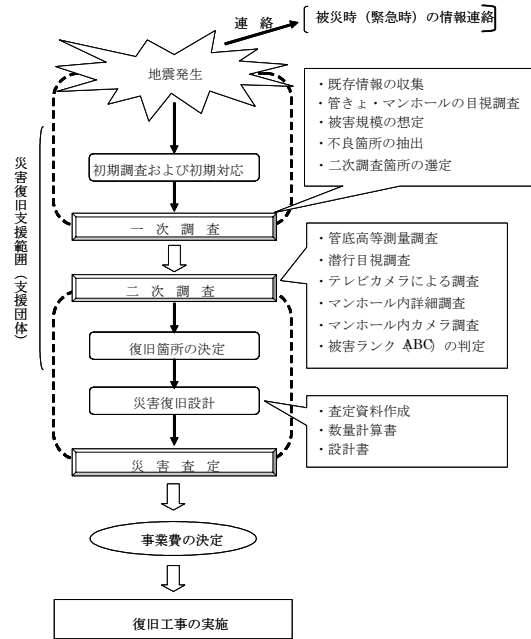 連 絡
被災時（緊急時）の情報連絡
地震発生
・既存情報の収集
・管きょ・マンホールの目視調査
・被害規模の想定
・不良箇所の抽出
・二次調査箇所の選定
初期調査および初期対応
一 次 調 査
災害復旧支援範囲（支援団体）
・管底高等測量調査
・潜行目視調査
・テレビカメラによる調査
・マンホール内詳細調査
・マンホール内カメラ調査
・被害ランク（ABC）の判定
二 次 調 査
復旧箇所の決定
災害復旧設計
・査定資料作成
・数量計算書
・設計書
災 害 査 定
事業費の決定
復旧工事の実施